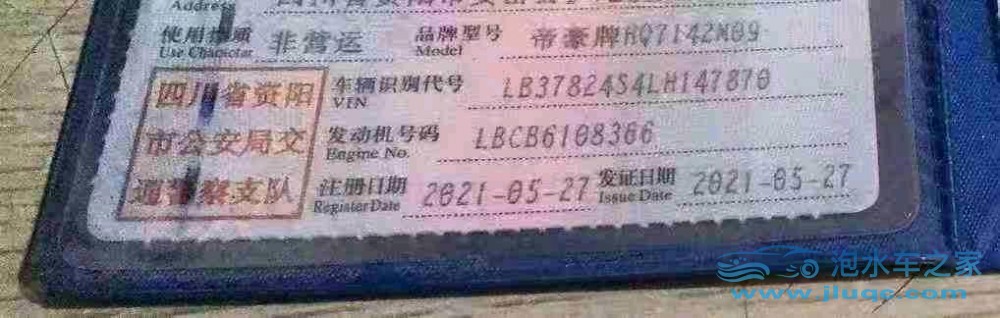 Address
使用性质 非营运 品牌型号 帝豪牌HQ7142N09
Use Character Model
四川省资阳 车辆识别代号 LB37824S4LH147870
VIN
市公安局交 发动机号码 LBCB6108366
Engine No.
通警察支队 注册日期 2021-05-27 发证日期 2021-05-27
Register Date Issue Date
泡水车之家
www.jluqc.com